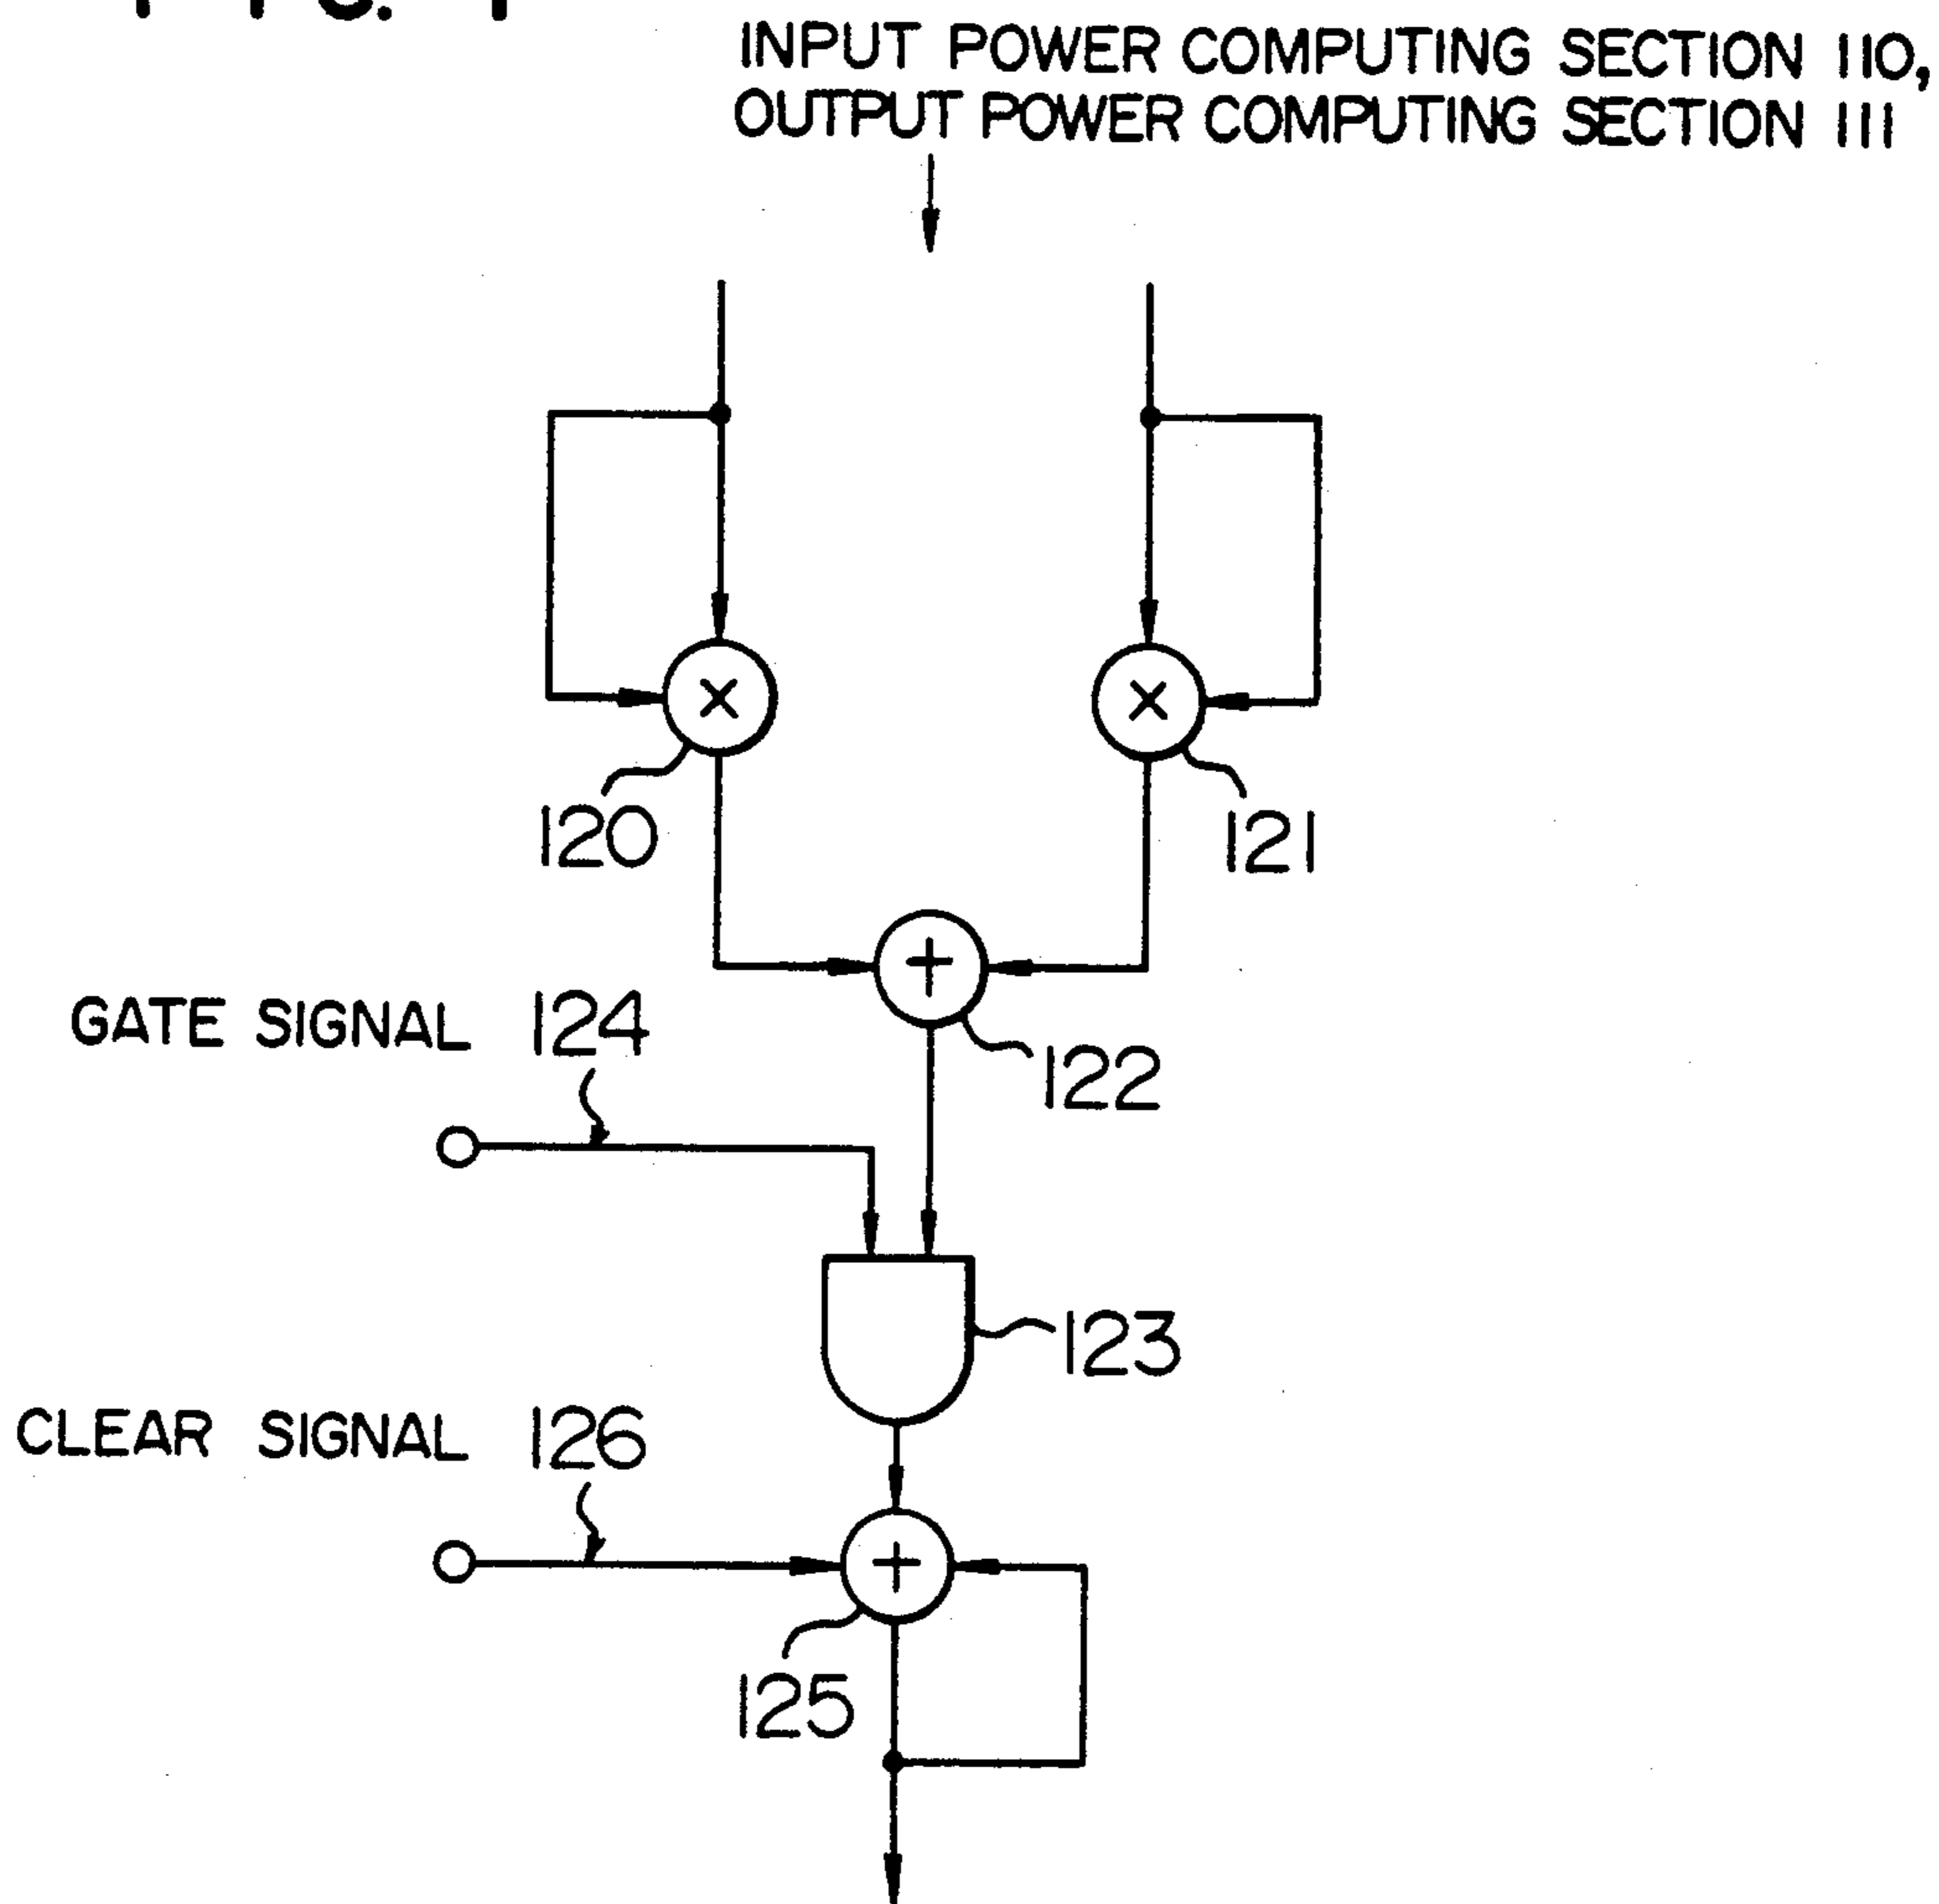 INPUT POWER COMPUTING SECTION 110,
OUTPUT POWER COMPUTING SECTION 111
×
×
120
121
+
GATE SIGNAL 124
122
123
CLEAR SIGNAL 126
+
125